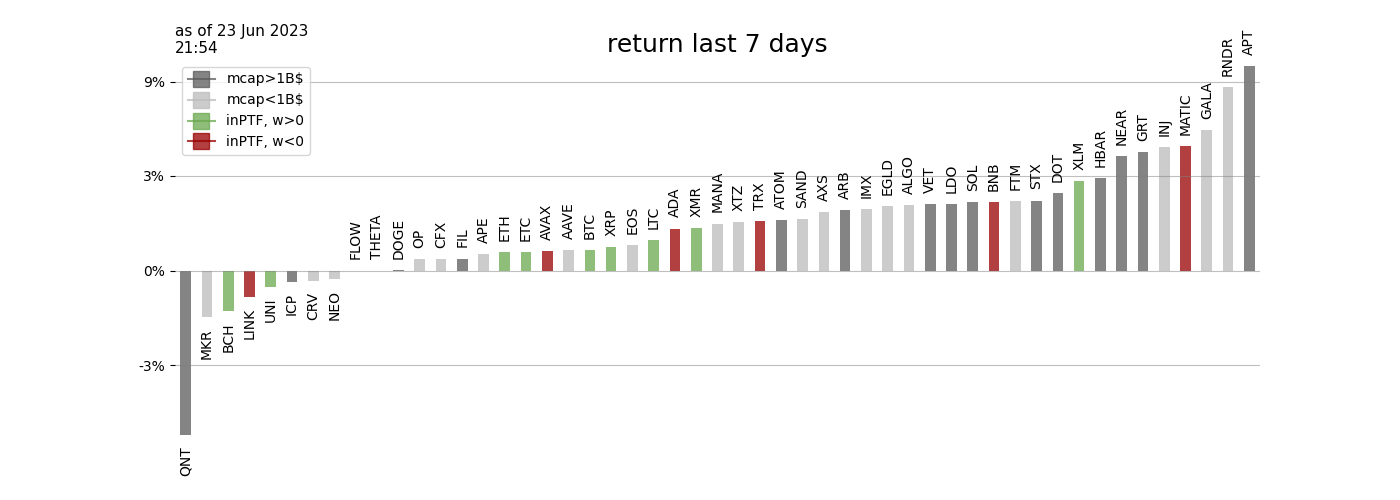 as of 23 Jun 2023
21:54
return last 7 days
mcap>1B$
mcap<1B$
inPTF, w>0
inPTF, w<0
9%
3%
0%
-3%
QNT
MKR
BCH
LINK
UNI
ICP
CRV
NEO
FLOW
THETA
DOGE
OP
CFX
FIL
APE
ETH
ETC
AVAX
AAVE
BTC
XRP
EOS
LTC
ADA
XMR
MANA
XTZ
TRX
ATOM
SAND
AXS
ARB
IMX
EGLD
ALGO
VET
LDO
SOL
BNB
FTM
STX
DOT
XLM
HBAR
NEAR
GRT
INJ
MATIC
GALA
RNDR
APT